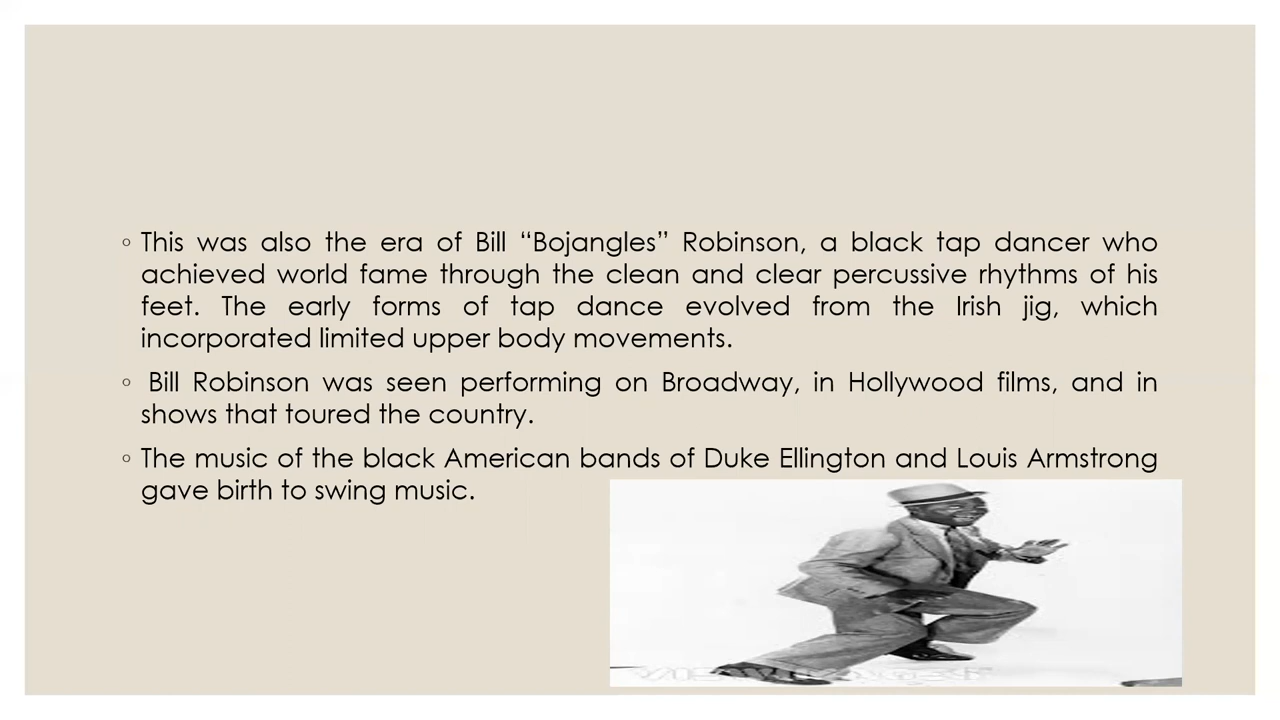 ◦ This was also the era of Bill “Bojangles” Robinson, a black tap dancer who
achieved world fame through the clean and clear percussive rhythms of his
feet. The early forms of tap dance evolved from the Irish jig, which
incorporated limited upper body movements.
◦ Bill Robinson was seen performing on Broadway, in Hollywood films, and in
shows that toured the country.
◦ The music of the black American bands of Duke Ellington and Louis Armstrong
gave birth to swing music.